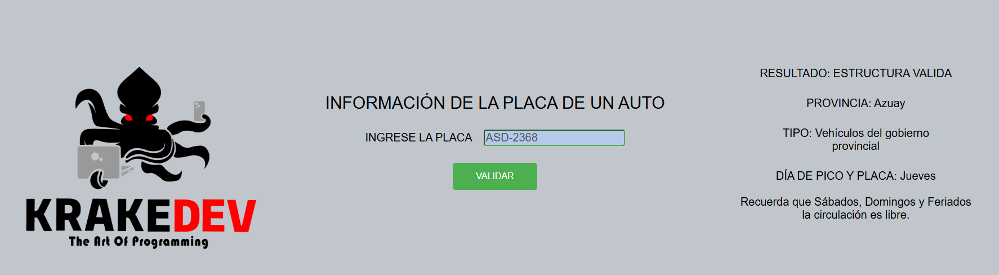 KRAKEDEV
The Art Of Programming
INFORMACIÓN DE LA PLACA DE UN AUTO
INGRESE LA PLACA ASD-2368
VALIDAR
RESULTADO: ESTRUCTURA VALIDA
PROVINCIA: Azuay
TIPO: Vehículos del gobierno
provincial
DÍA DE PICO Y PLACA: Jueves
Recuerda que Sábados, Domingos y Feriados
la circulación es libre.